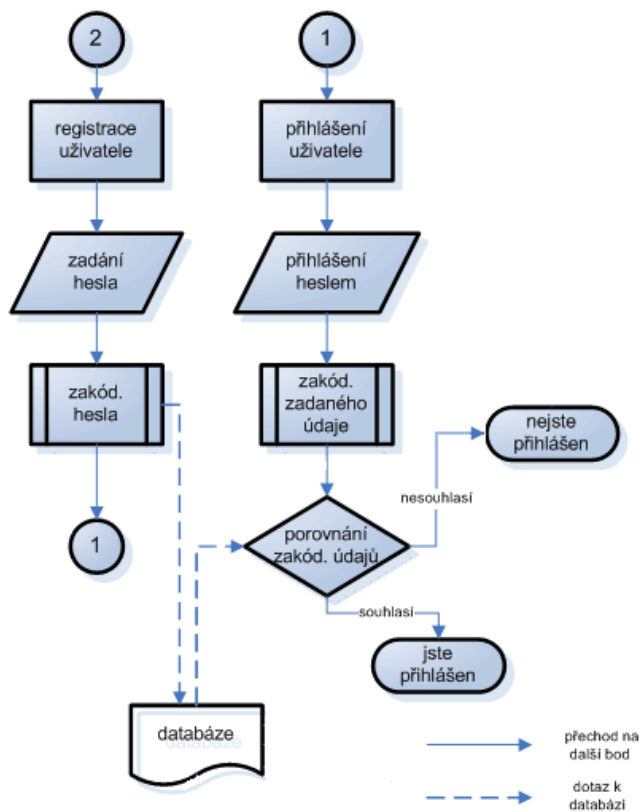 2
1
registrace
uživatele
přihlášení
uživatele
zadání
hesla
přihlášení
heslem
zakód.
hesla
zakód.
zadaného
údaje
nejste
přihlášen
nesouhlasí
1
porovnání
zakód. údajů
souhlasí
jste
přihlášen
databáze
přechod na
další bod
dotaz k
databází